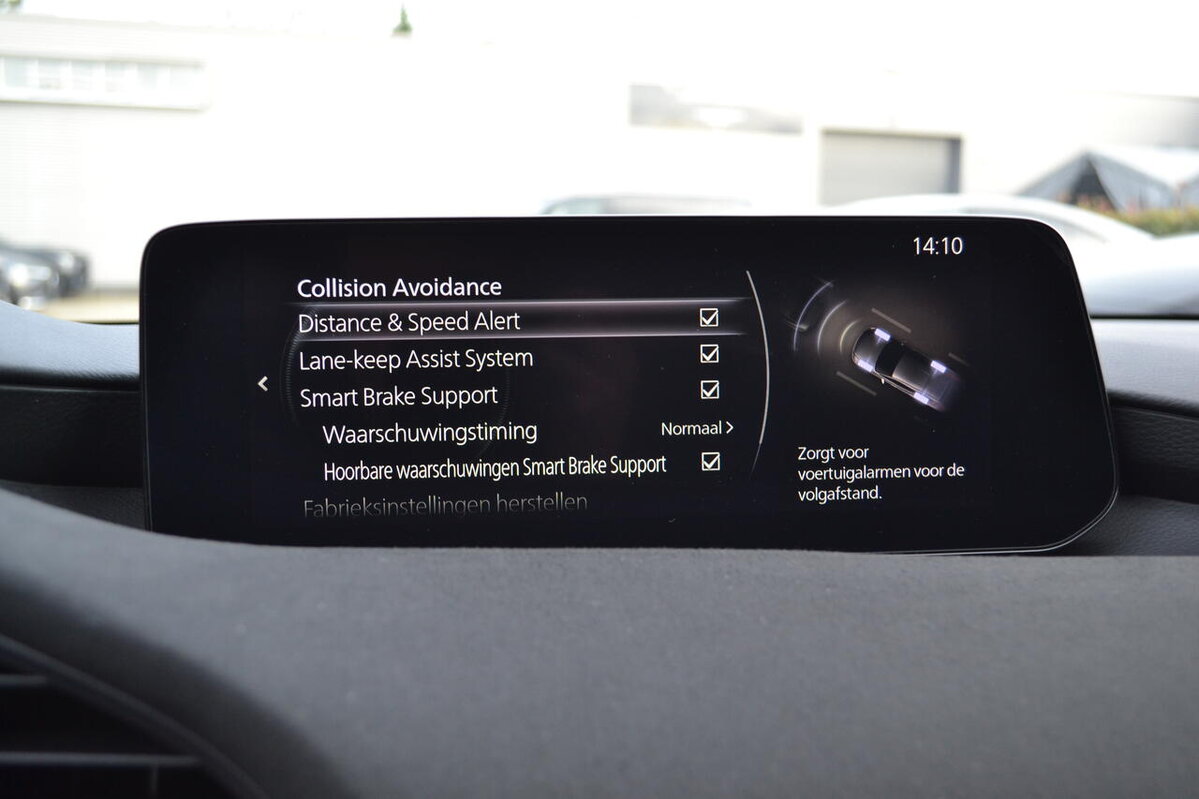 14:10
Collision Avoidance
Distance & Speed Alert
Lane-keep Assist System
Smart Brake Support
Waarschuwingstiming Normaal >
Hoorbare waarschuwingen Smart Brake Support
Fabrieksinstellingen herstellen
Zorgt voor
voertuigalarmen voor de
volgafstand.